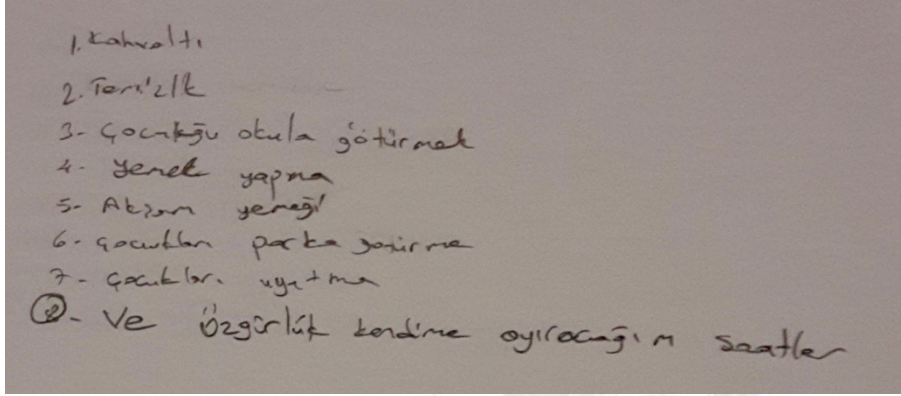 1. Kahvaltı
2. Temizlik
3- Çocukğu okula götürmek
4- Yemek yapma
5- Akşam yemeği
6- Çocukları parka götürme
7- Çocukları uyutma
8- Ve Özgürlük kendime ayıracağım saatler